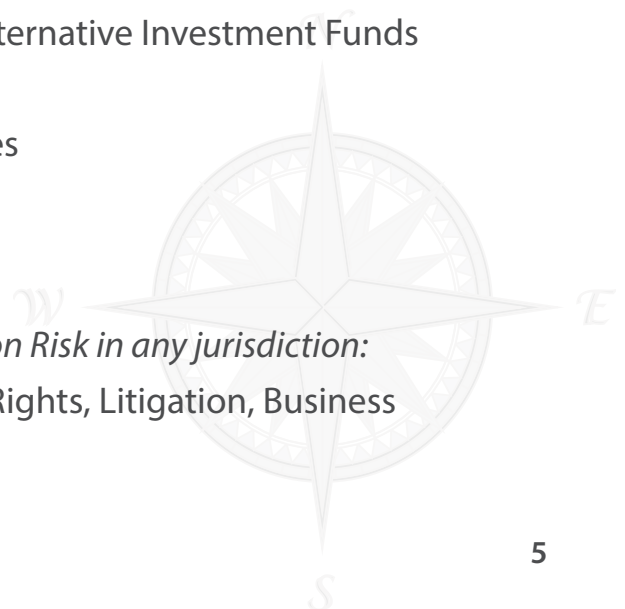 N
ternative Investment Funds
es
W
E
on Risk in any jurisdiction:
Rights, Litigation, Business
5
S